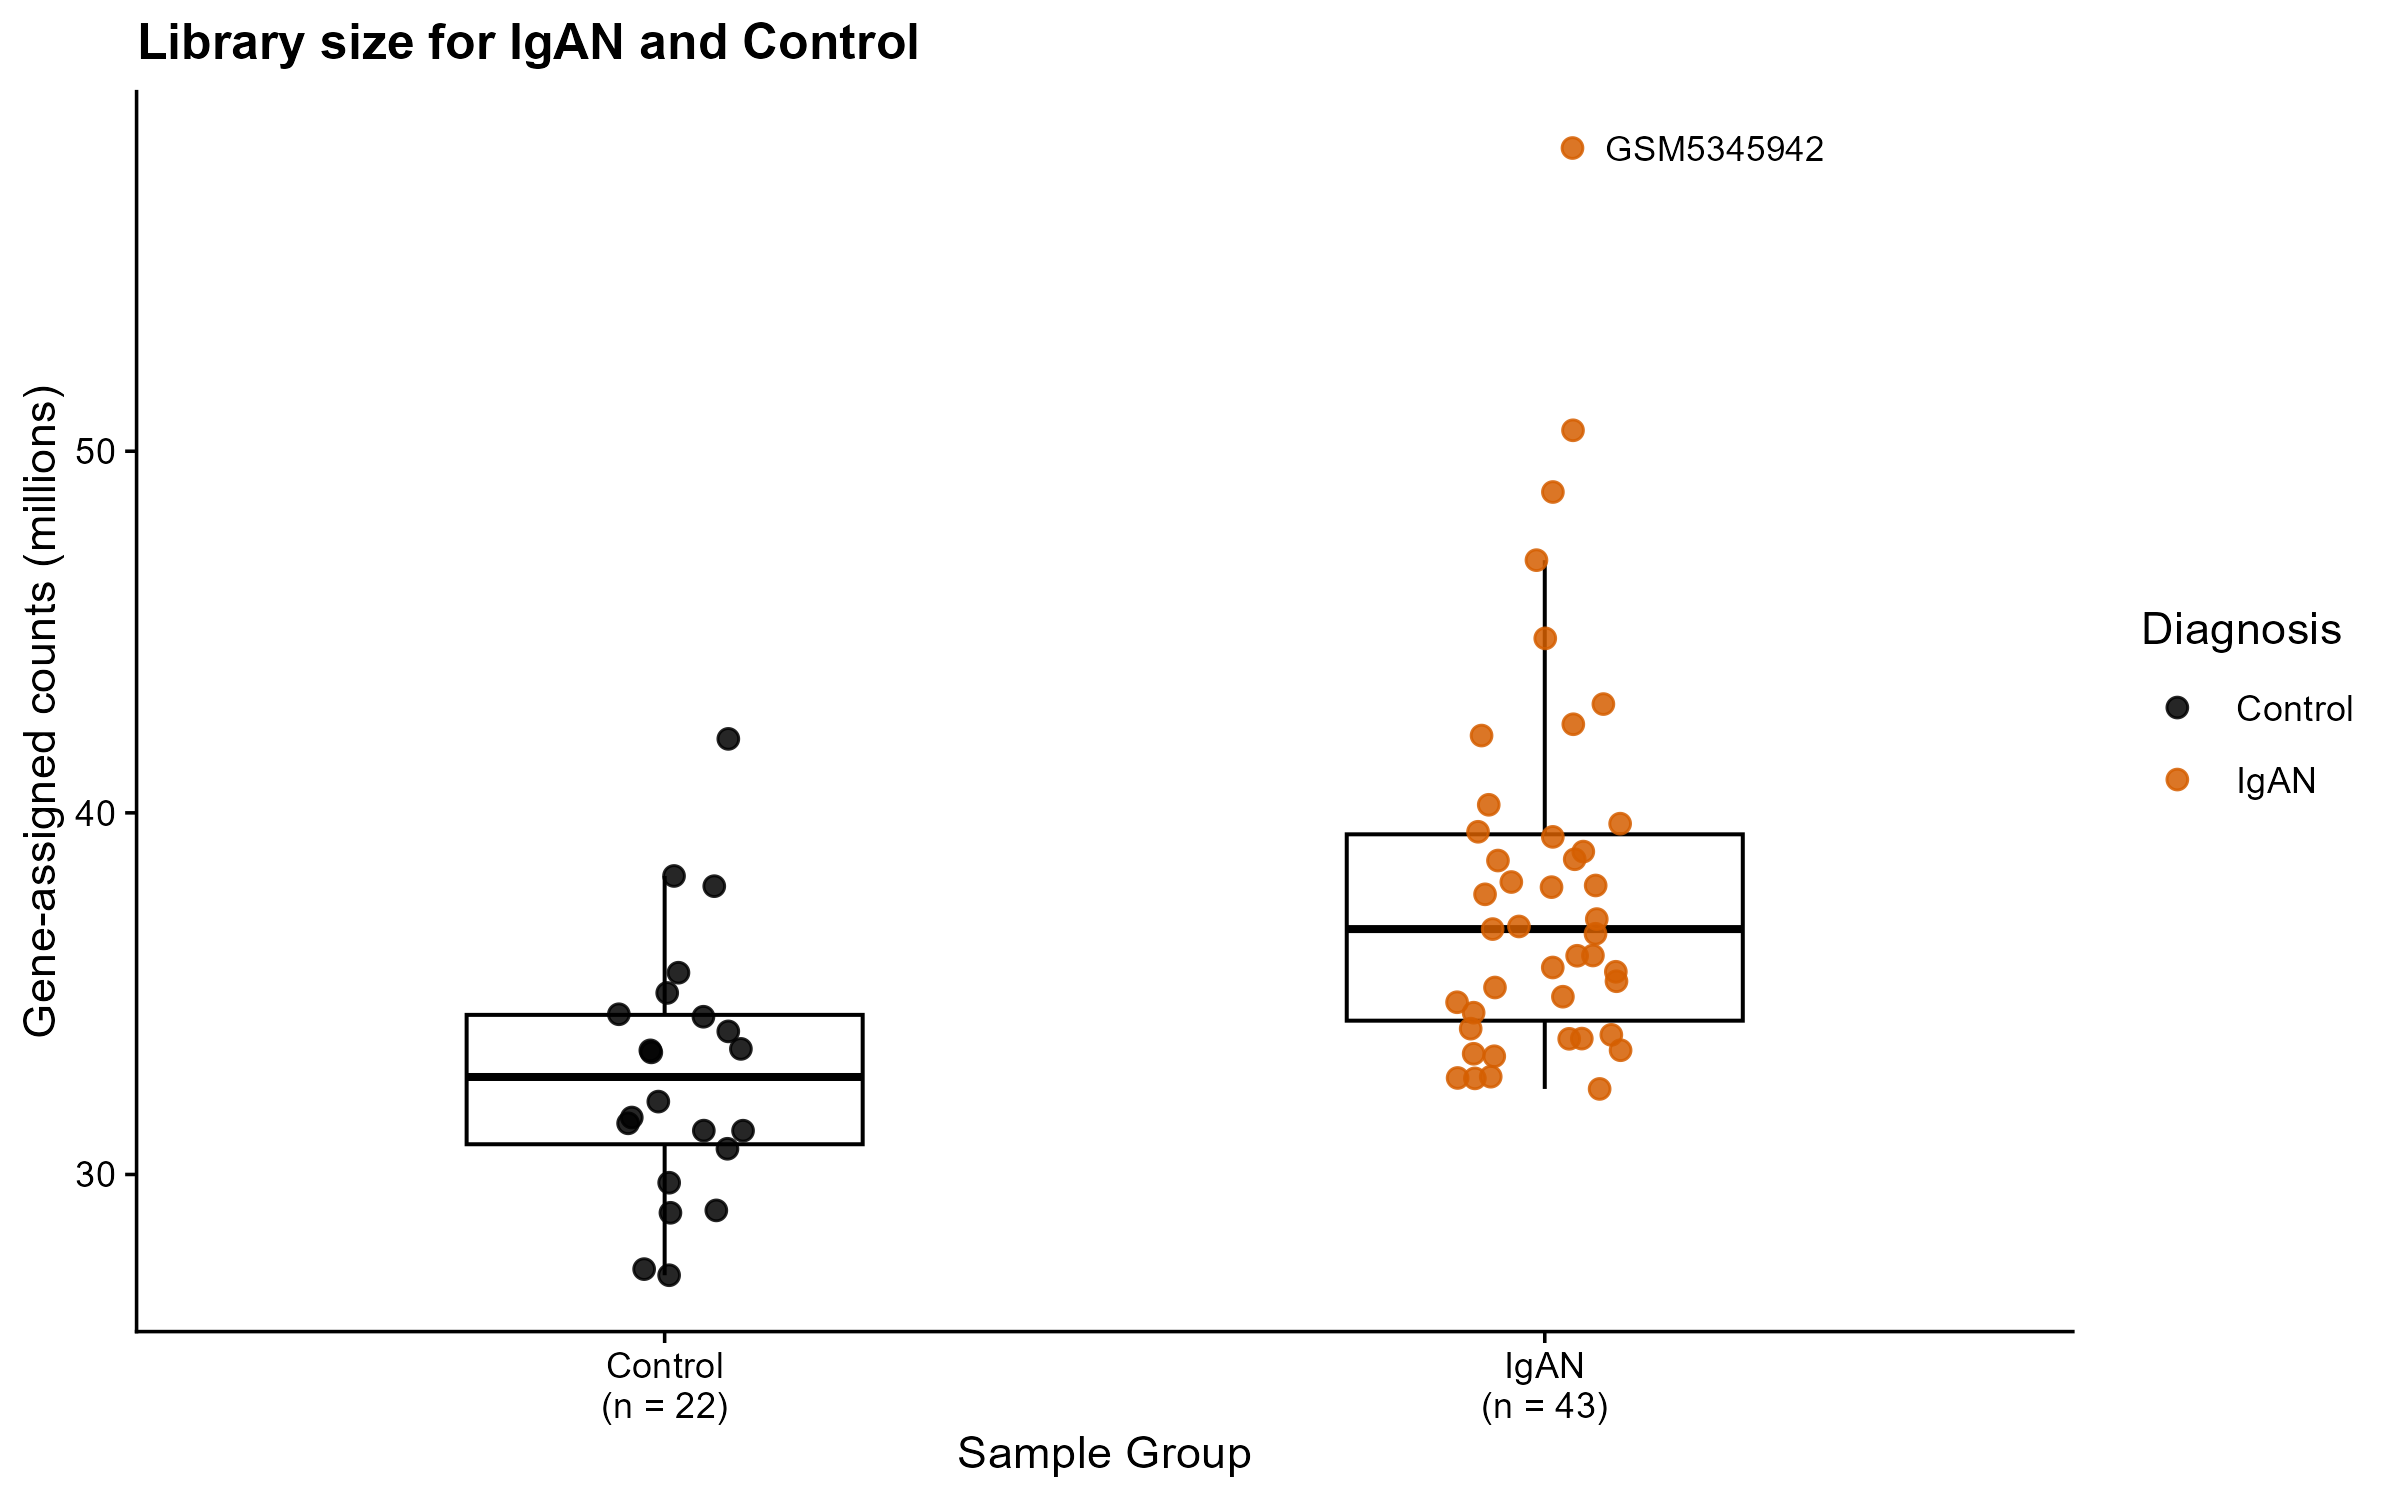 Library size for IgAN and Control
GSM5345942
Gene-assigned counts (millions)
50
40
30
Control
(n = 22)
IgAN
(n = 43)
Sample Group
Diagnosis
Control
IgAN